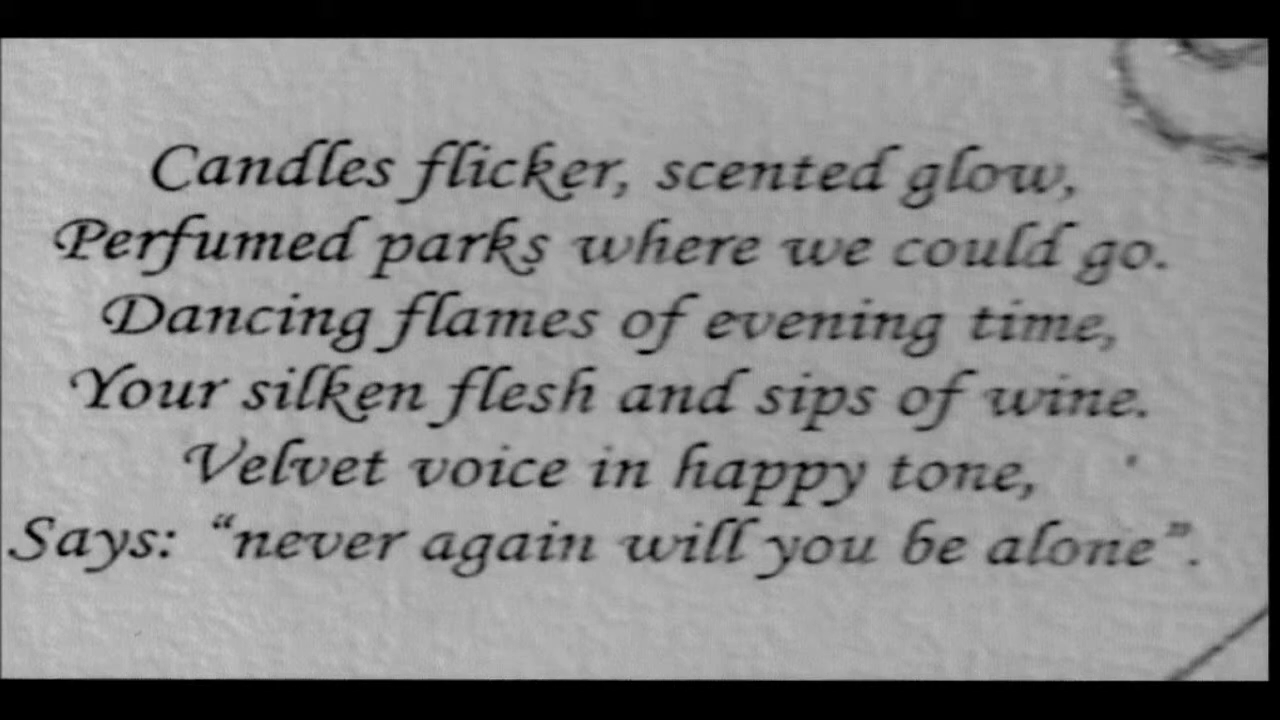 Candles flicker, scented glow,
Perfumed parks where we could go.
Dancing flames of evening time,
Your silken flesh and sips of wine.
Velvet voice in happy tone,
Says: “never again will you be alone”.